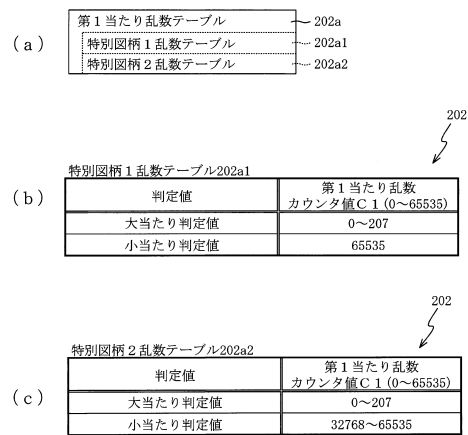 (a)
第1当たり乱数テーブル 202a
特別図柄1乱数テーブル 202a1
特別図柄2乱数テーブル 202a2
202
特別図柄1乱数テーブル202a1
(b)
判定値 第1当たり乱数
カウンタ値C1(0~65535)
大当たり判定値 0~207
小当たり判定値 65535
202
特別図柄2乱数テーブル202a2
(c)
判定値 第1当たり乱数
カウンタ値C1(0~65535)
大当たり判定値 0~207
小当たり判定値 32768~65535